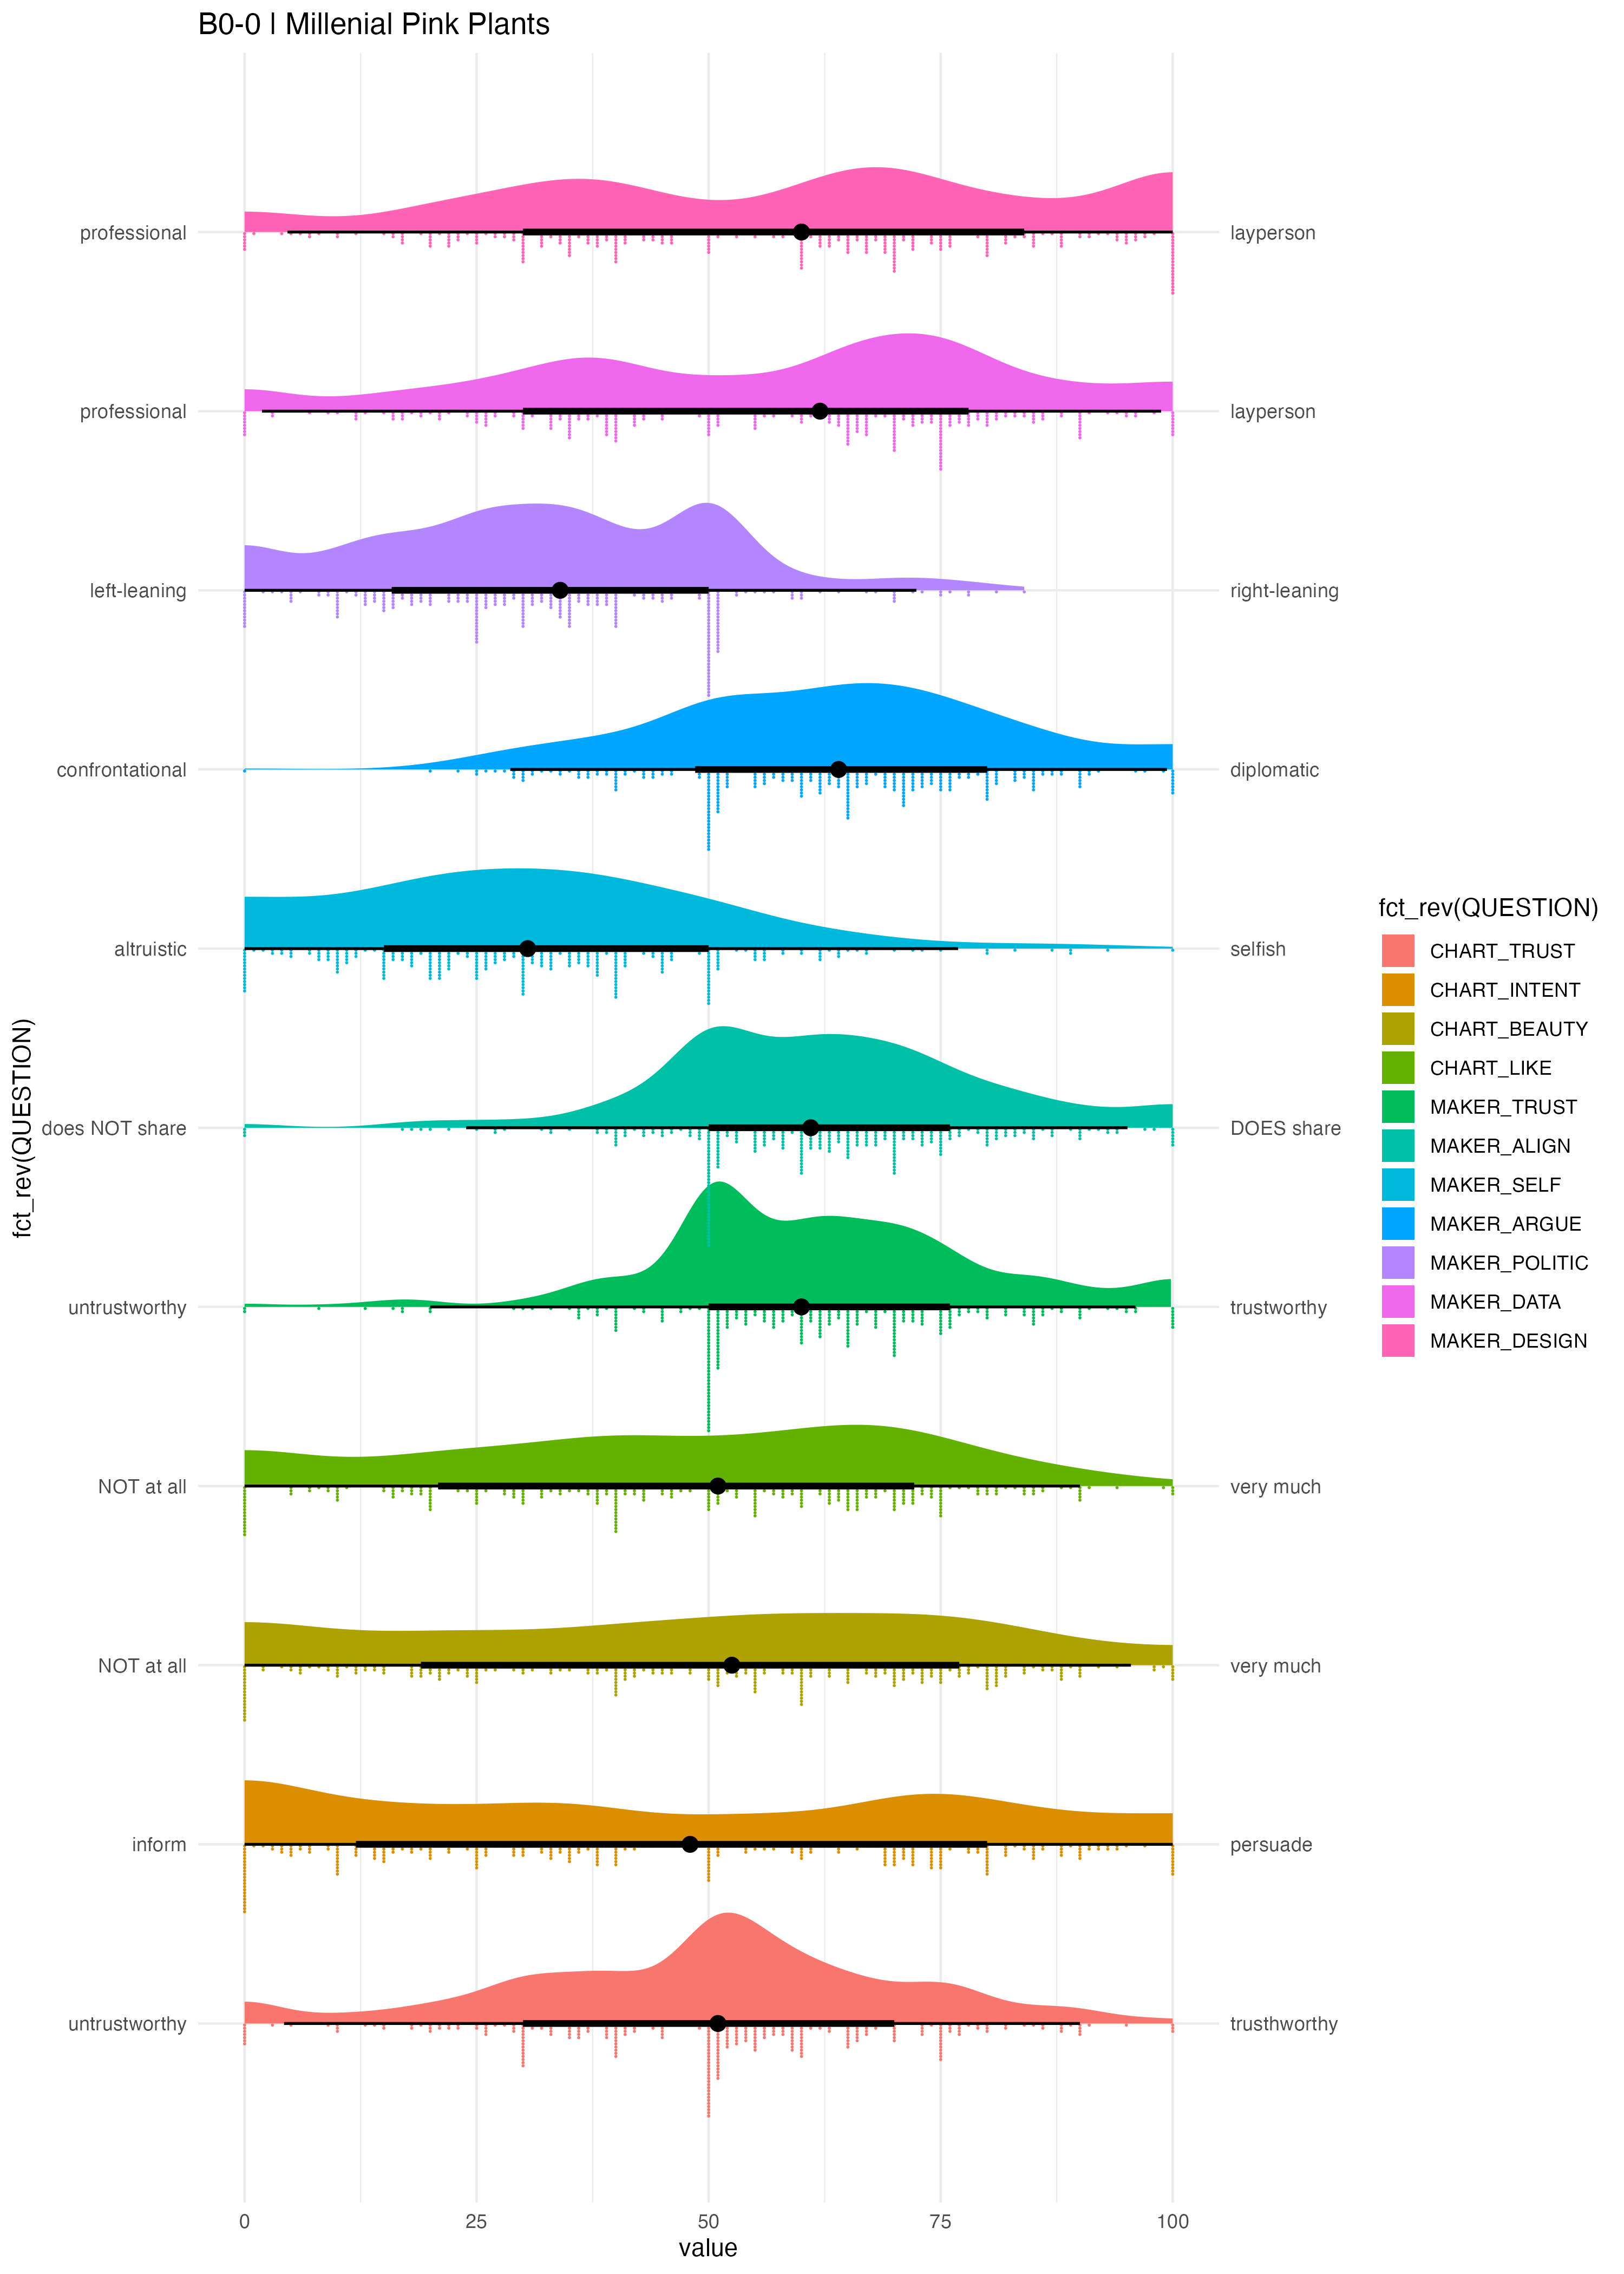 B0-0 | Millenial Pink Plants
professional
layperson
professional
layperson
left-leaning
right-leaning
confrontational
diplomatic
altruistic
selfish
does NOT share
DOES share
untrustworthy
trustworthy
NOT at all
very much
NOT at all
very much
inform
persuade
untrustworthy
trusthworthy
fct_rev(QUESTION)
0 25 50 75 100
value
fct_rev(QUESTION)
CHART_TRUST
CHART_INTENT
CHART_BEAUTY
CHART_LIKE
MAKER_TRUST
MAKER_ALIGN
MAKER_SELF
MAKER_ARGUE
MAKER_POLITIC
MAKER_DATA
MAKER_DESIGN